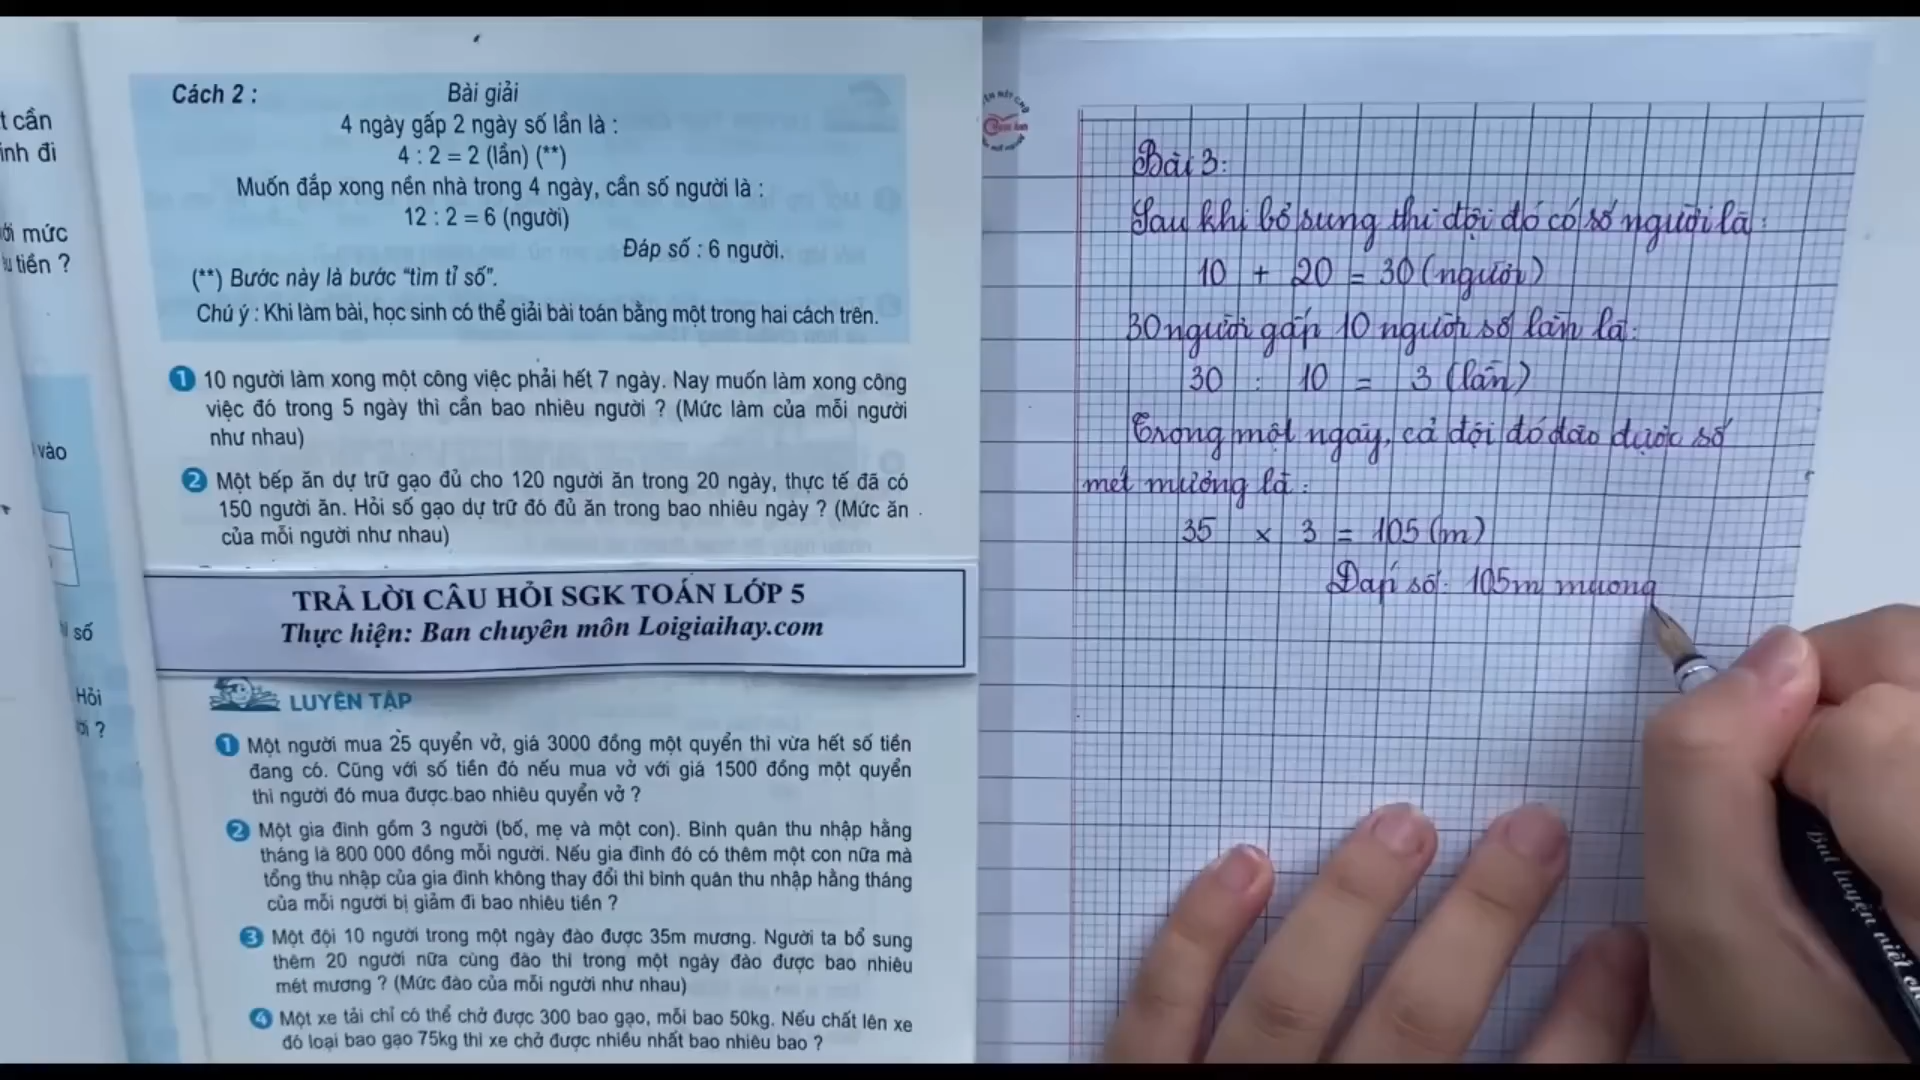 t cần
inh đi
ới mức
tiền ?
vào
số
Hỏi
?
Cách 2 :
Bài giải
4 ngày gấp 2 ngày số lần là :
4 : 2 = 2 (lần) (**)
Muốn đắp xong nền nhà trong 4 ngày, cần số người là :
12 : 2 = 6 (người)
Đáp số : 6 người.
(**) Bước này là bước “tìm tỉ số”.
Chú ý : Khi làm bài, học sinh có thể giải bài toán bằng một trong hai cách trên.
1 10 người làm xong một công việc phải hết 7 ngày. Nay muốn làm xong công
việc đó trong 5 ngày thì cần bao nhiêu người ? (Mức làm của mỗi người
như nhau)
2 Một bếp ăn dự trữ gạo đủ cho 120 người ăn trong 20 ngày, thực tế đã có
150 người ăn. Hỏi số gạo dự trữ đó đủ ăn trong bao nhiêu ngày ? (Mức ăn
của mỗi người như nhau)
TRẢ LỜI CÂU HỎI SGK TOÁN LỚP 5
Thực hiện: Ban chuyên môn Loigiaihay.com
LUYỆN TẬP
1 Một người mua 25 quyển vở, giá 3000 đồng một quyển thì vừa hết số tiền
đang có. Cũng với số tiền đó nếu mua vở với giá 1500 đồng một quyển
thì người đó mua được bao nhiêu quyển vở ?
2 Một gia đình gồm 3 người (bố, mẹ và một con). Bình quân thu nhập hằng
tháng là 800 000 đồng mỗi người. Nếu gia đình đó có thêm một con nữa mà
tổng thu nhập của gia đình không thay đổi thì bình quân thu nhập hằng tháng
của mỗi người bị giảm đi bao nhiêu tiền ?
3 Một đội 10 người trong một ngày đào được 35m mương. Người ta bổ sung
thêm 20 người nữa cùng đào thì trong một ngày đào được bao nhiêu
mét mương ? (Mức đào của mỗi người như nhau)
4 Một xe tải chỉ có thể chở được 300 bao gạo, mỗi bao 50kg. Nếu chất lên xe
đó loại bao gạo 75kg thì xe chở được nhiều nhất bao nhiêu bao ?
Bài 3:
Sau khi bổ sung thì đội đó có số người là:
10 + 20 = 30 (người)
30 người gấp 10 người số lần là:
30 : 10 = 3 (lần)
Trong một ngày, cả đội đó đào được số
mét mương là:
35 x 3 = 105 (m)
Đáp số: 105m muong
Bút luyện viết